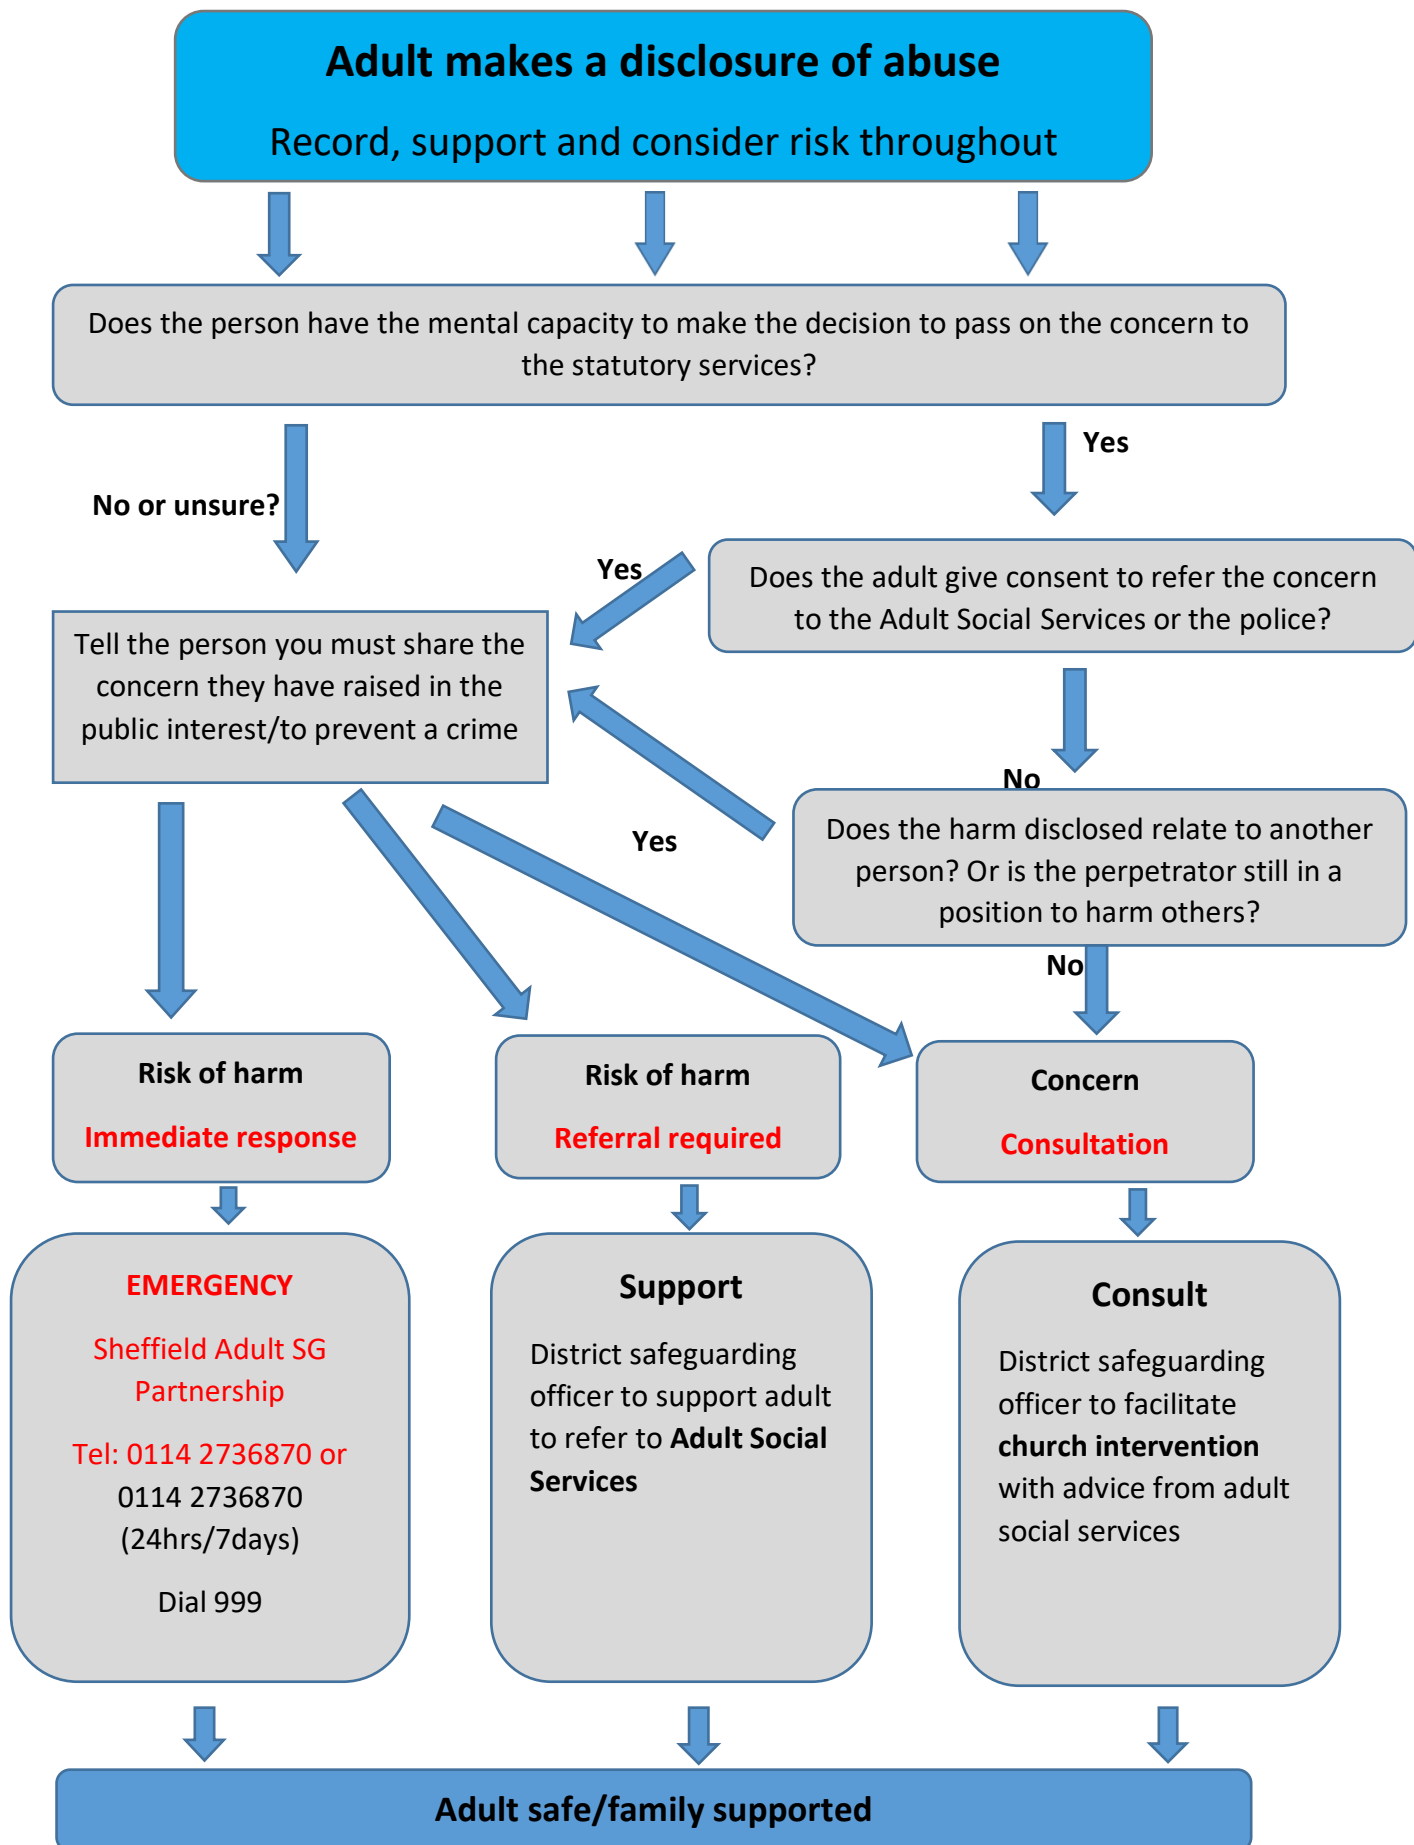 Adult makes a disclosure of abuse
Record, support and consider risk throughout
Does the person have the mental capacity to make the decision to pass on the concern to
the statutory services?
Yes
No or unsure?
Yes
Does the adult give consent to refer the concern
to the Adult Social Services or the police?
Tell the person you must share the
concern they have raised in the
public interest/to prevent a crime
No
Yes
Does the harm disclosed relate to another
person? Or is the perpetrator still in a
position to harm others?
No
Risk of harm
Immediate response
Risk of harm
Referral required
Concern
Consultation
EMERGENCY
Sheffield Adult SG
Partnership
Tel: 0114 2736870 or
0114 2736870
(24hrs/7days)
Dial 999
Support
District safeguarding
officer to support adult
to refer to Adult Social
Services
Consult
District safeguarding
officer to facilitate
church intervention
with advice from adult
social services
Adult safe/family supported